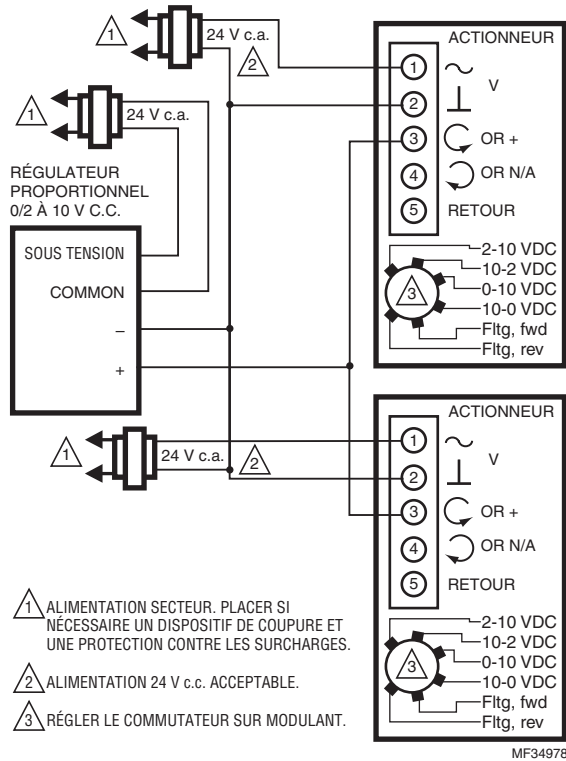 1
24 V c.a.
2
1
24 V c.a.
RÉGULATEUR
PROPORTIONNEL
0/2 À 10 V C.C.
SOUS TENSION
COMMON
–
+
ACTIONNEUR
1
V
2
3 OR +
4 OR N/A
5 RETOUR
2-10 VDC
10-2 VDC
3
0-10 VDC
10-0 VDC
Fltg, fwd
Fltg, rev
1
24 V c.a.
2
ACTIONNEUR
1
V
2
3 OR +
4 OR N/A
5 RETOUR
2-10 VDC
10-2 VDC
3
0-10 VDC
10-0 VDC
Fltg, fwd
Fltg, rev
1 ALIMENTATION SECTEUR. PLACER SI
NÉCESSAIRE UN DISPOSITIF DE COUPURE ET
UNE PROTECTION CONTRE LES SURCHARGES.
2 ALIMENTATION 24 V c.c. ACCEPTABLE.
3 RÉGLER LE COMMUTATEUR SUR MODULANT.
MF34978